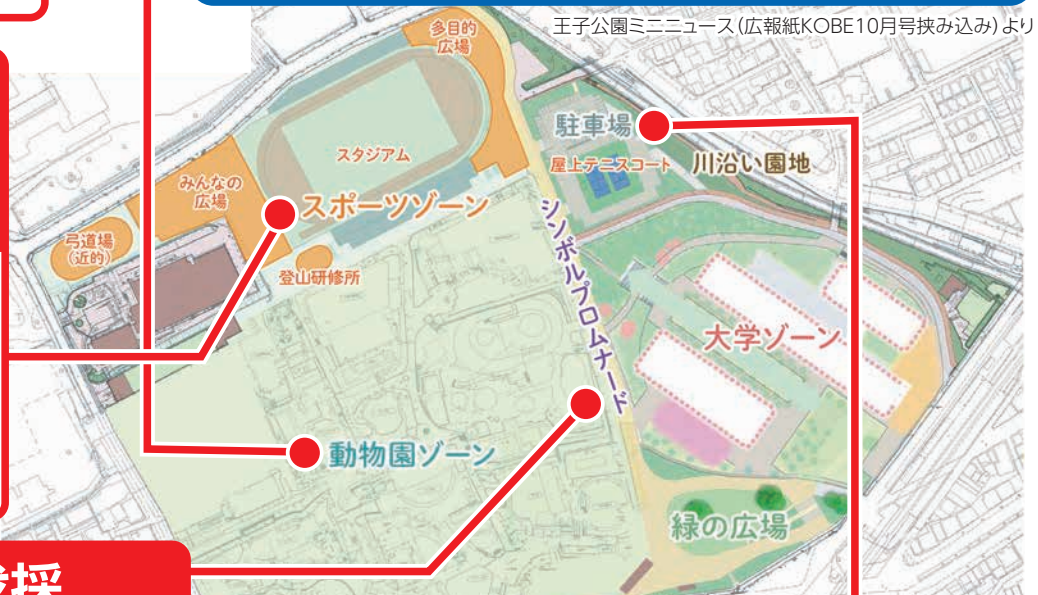 王子公園ミニニュース(広報紙KOBE10月号挟み込み)より
多目的
広場
駐車場
スタジアム
屋上テニスコート
川沿い園地
みんなの
広場
スポーツゾーン
弓道場
(近的)
登山研修所
シンボルプロムナード
大学ゾーン
動物園ゾーン
緑の広場
採